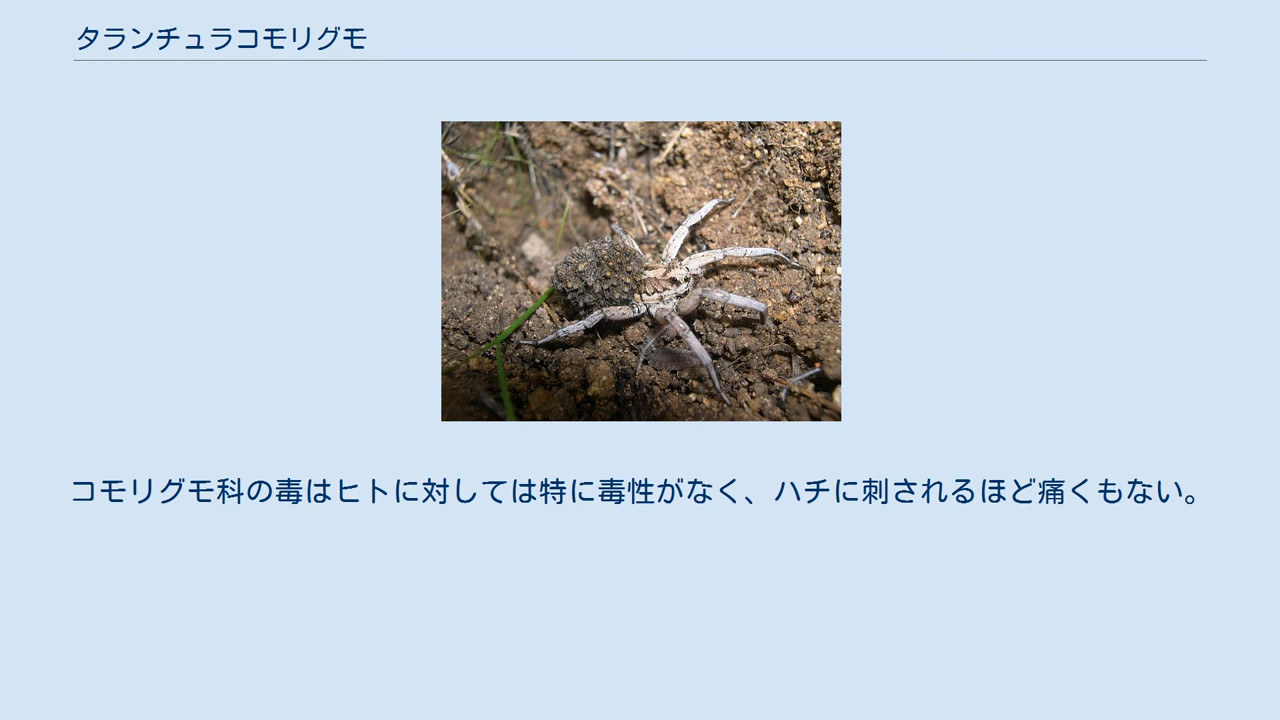 タランチュラコモリグモ
コモリグモ科の毒はヒトに対しては特に毒性がなく、ハチに刺されるほど痛くもない。